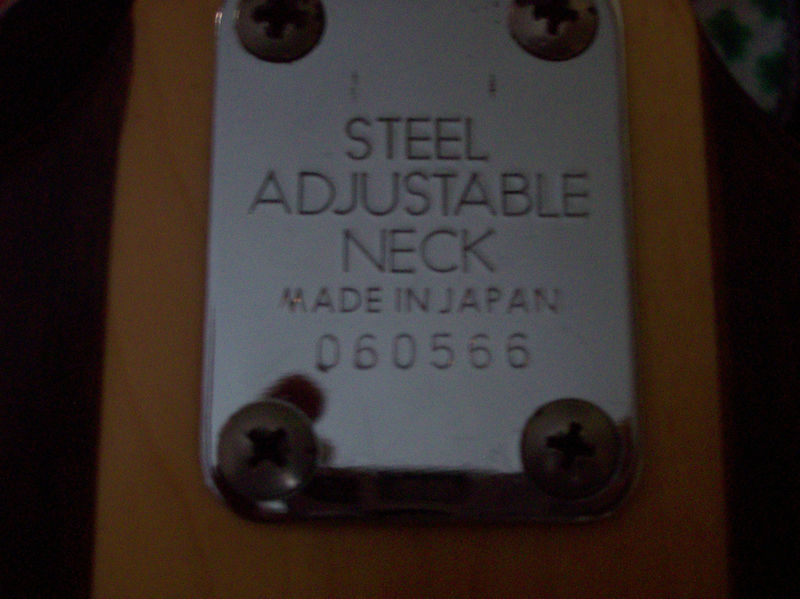 STEEL
ADJUSTABLE
NECK
MADE IN JAPAN
060566